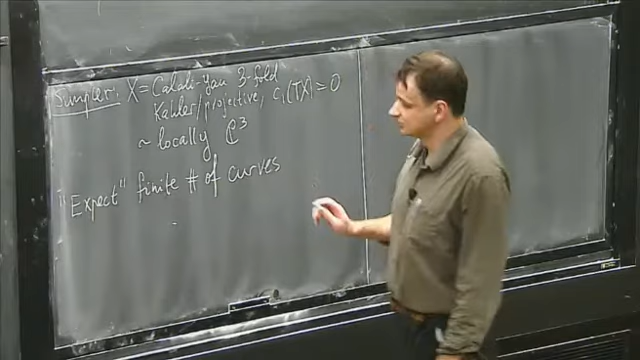 Simpler: X = Calabi-Yau 3-fold
Kähler/projective, c₁(TX) = 0
~ locally ℂ³
"Expect" finite # of curves